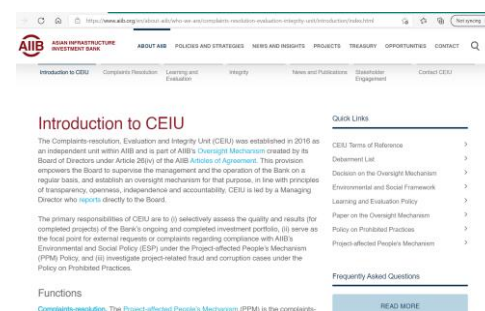 https://www.aiib.org/en/about-aiib/who-we-are/complaints-resolution-evaluation-integrity-unit/introduction/index.html
Not syncing
AIIB ASIAN INFRASTRUCTURE
INVESTMENT BANK
ABOUT AIIB POLICIES AND STRATEGIES NEWS AND INSIGHTS PROJECTS TREASURY OPPORTUNITIES CONTACT
Introduction to CEIU Complaints Resolution Learning and Evaluation Integrity News and Publications Stakeholder Engagement Contact CEIU
Introduction to CEIU
The Complaints-resolution, Evaluation and Integrity Unit (CEIU) was established in 2016 as
an independent unit within AIIB and is part of AIIB's Oversight Mechanism created by its
Board of Directors under Article 26(iv) of the AIIB Articles of Agreement. This provision
empowers the Board to supervise the management and the operation of the Bank on a
regular basis, and establish an oversight mechanism for that purpose, in line with principles
of transparency, openness, independence and accountability. CEIU is led by a Managing
Director who reports directly to the Board.
The primary responsibilities of CEIU are to (i) selectively assess the quality and results (for
completed projects) of the Bank's ongoing and completed investment portfolio, (ii) serve as
the focal point for external requests or complaints regarding compliance with AIIB's
Environmental and Social Policy (ESP) under the Project-affected People's Mechanism
(PPM) Policy, and (iii) investigate project-related fraud and corruption cases under the
Policy on Prohibited Practices.
Functions
Complaints-resolution. The Project-affected People's Mechanism (PPM) is the complaints-
Quick Links
CEIU Terms of Reference
Debarment List
Decision on the Oversight Mechanism
Environmental and Social Framework
Learning and Evaluation Policy
Paper on the Oversight Mechanism
Policy on Prohibited Practices
Project-affected People's Mechanism
Frequently Asked Questions
READ MORE